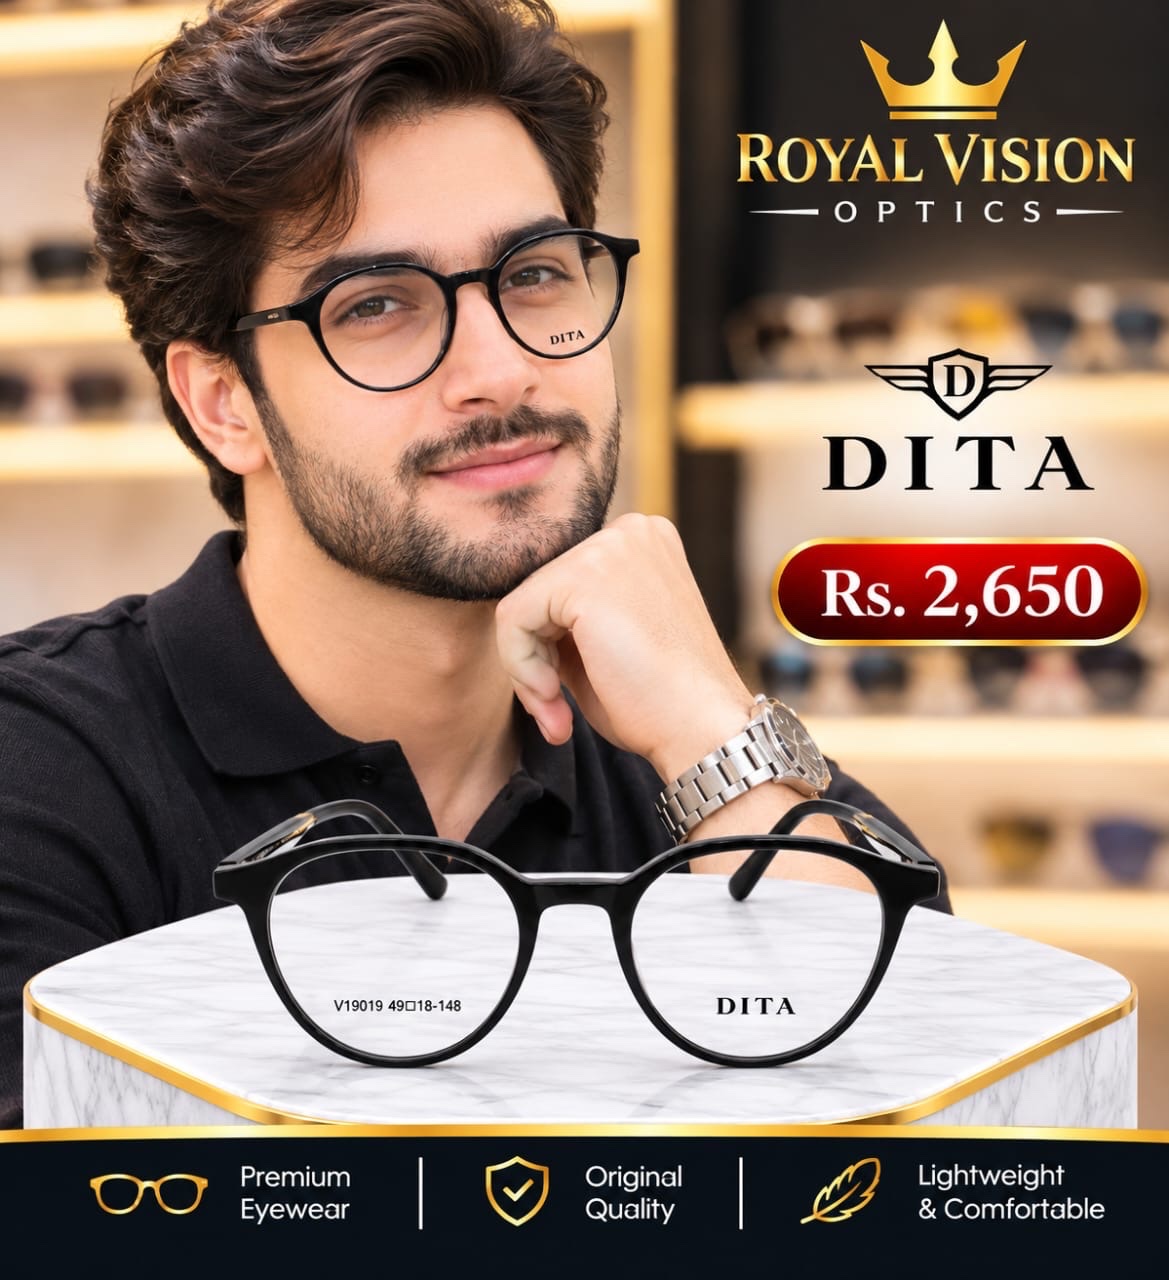 ROYAL VISION
OPTICS
D
DITA
Rs. 2,650
DITA
V19019 49□18-148
DITA
Premium
Eyewear
Original
Quality
Lightweight
& Comfortable